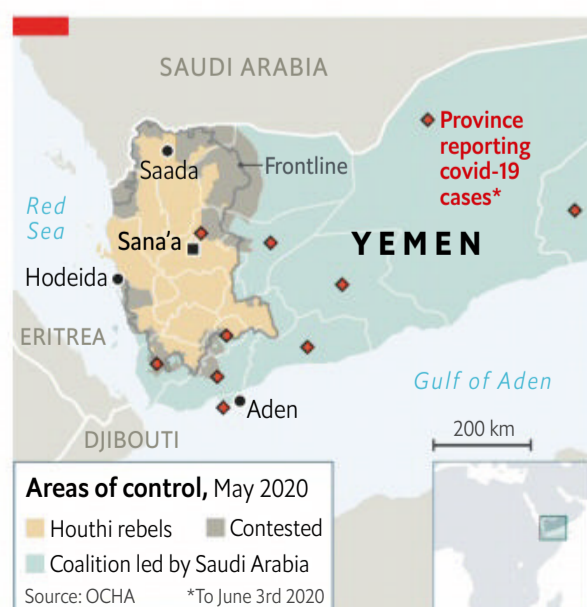 SAUDI ARABIA
Province
reporting
covid-19
cases*
Saada
Frontline
Red
Sea
Sana’a
YEMEN
Hodeida
ERITREA
Gulf of Aden
Aden
DJIBOUTI
200 km
Areas of control, May 2020
Houthi rebels Contested
Coalition led by Saudi Arabia
Source: OCHA *To June 3rd 2020